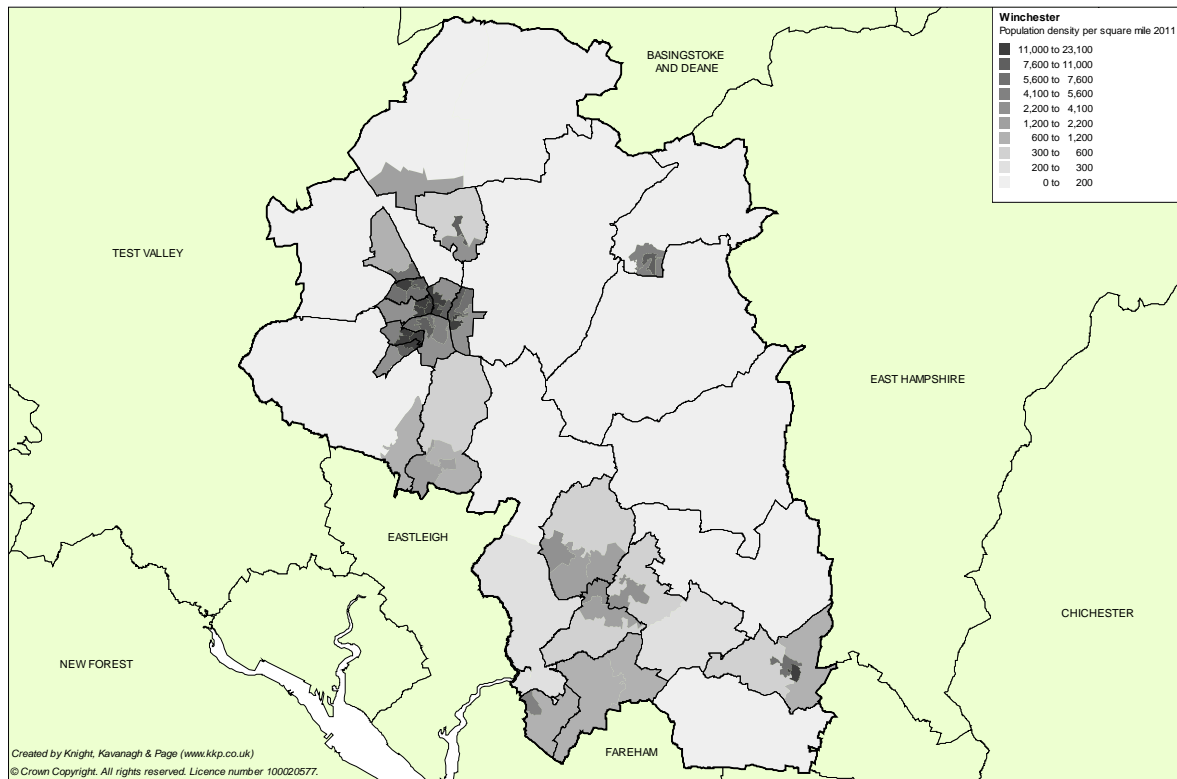 Winchester
Population density per square mile 2011
11,000 to 23,100
7,600 to 11,000
5,600 to 7,600
4,100 to 5,600
2,200 to 4,100
1,200 to 2,200
600 to 1,200
300 to 600
200 to 300
0 to 200
BASINGSTOKE
AND DEANE
TEST VALLEY
EAST HAMPSHIRE
EASTLEIGH
CHICHESTER
NEW FOREST
FAREHAM
Created by Knight, Kavanagh & Page (www.kkp.co.uk)
© Crown Copyright. All rights reserved. Licence number 100020577.